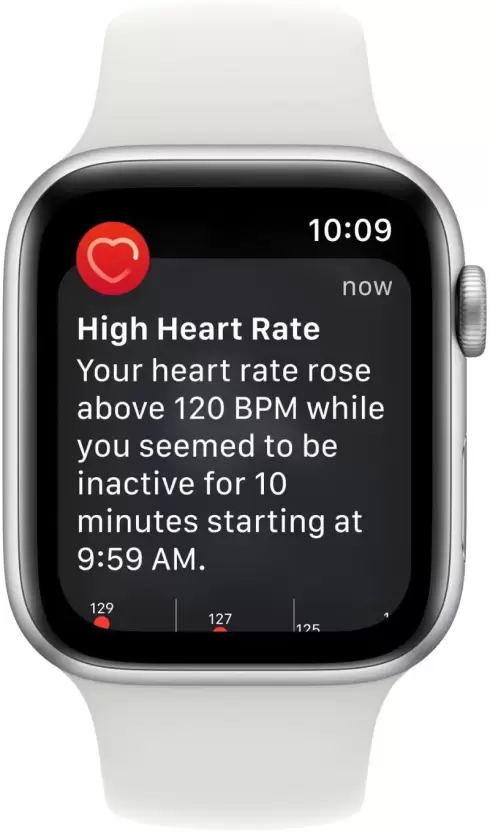 10:09
now
High Heart Rate
Your heart rate rose
above 120 BPM while
you seemed to be
inactive for 10
minutes starting at
9:59 AM.
129 127 125